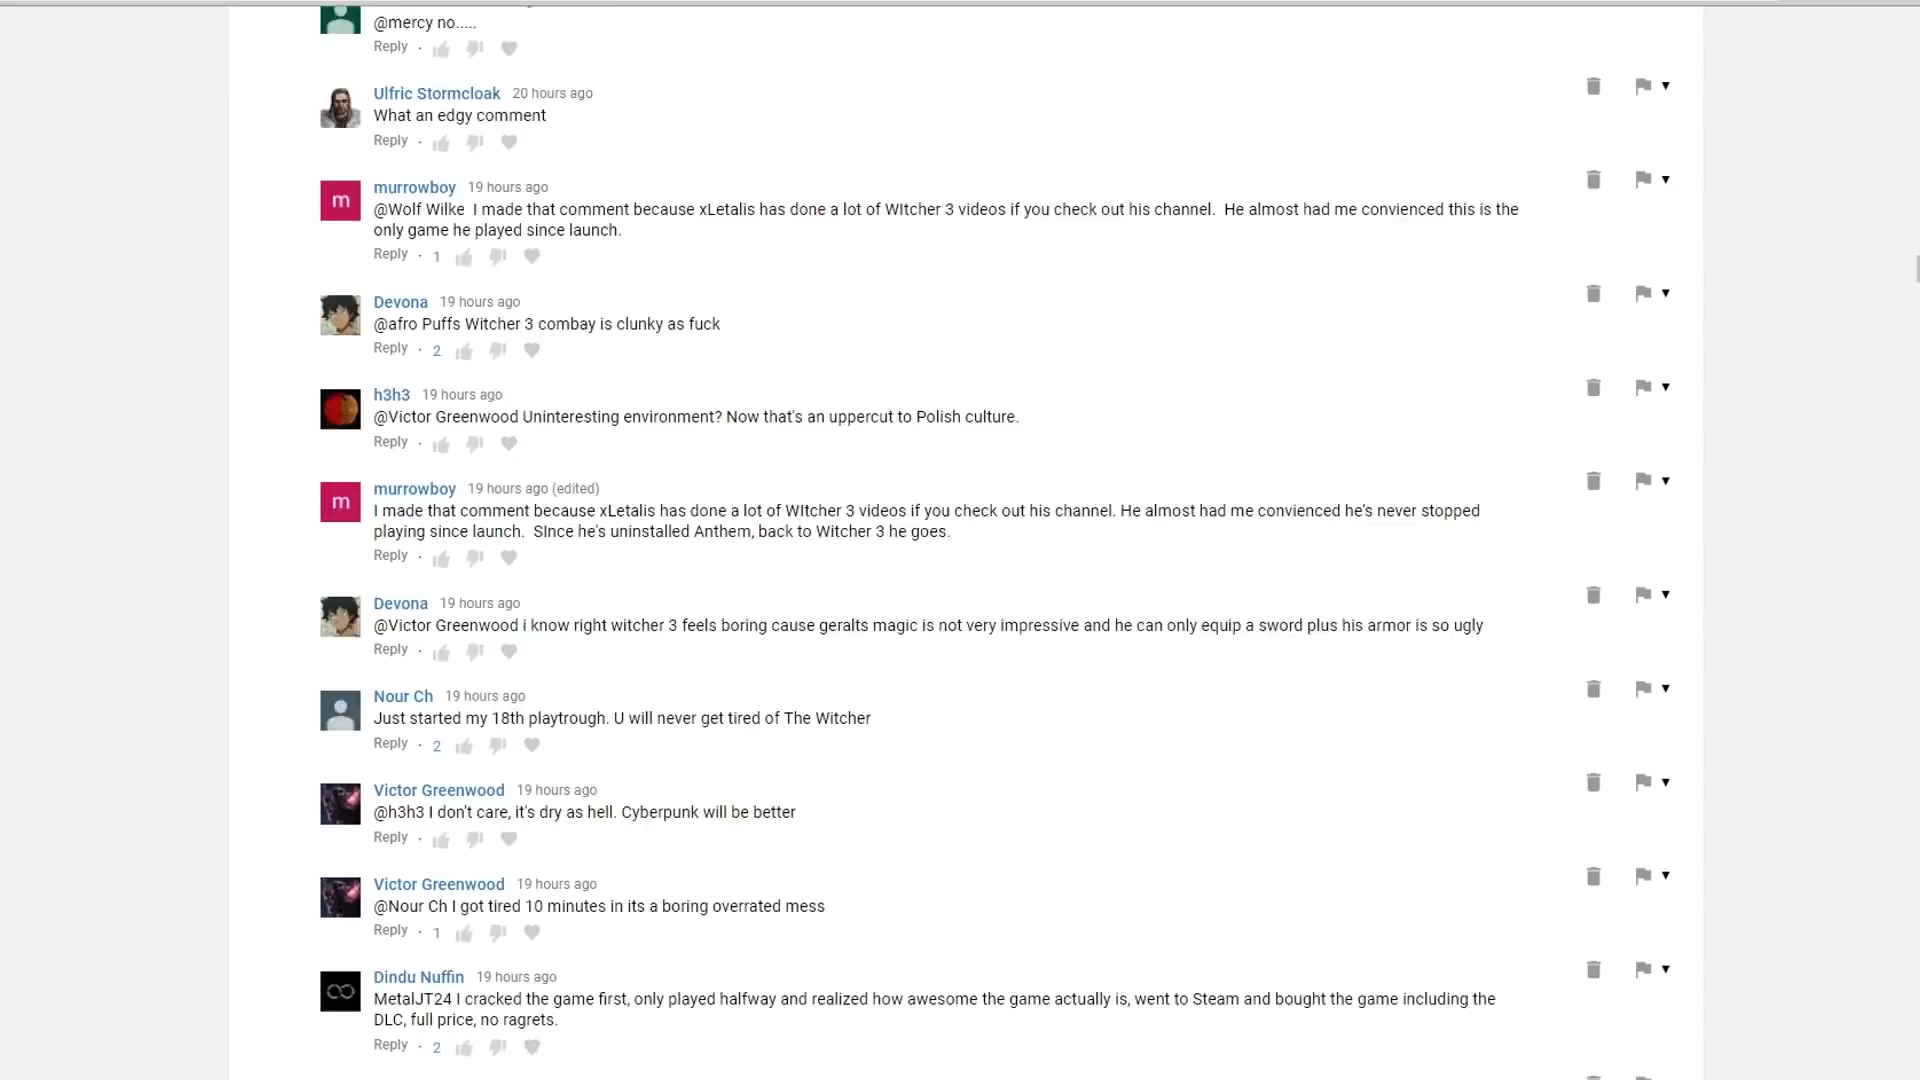 @mercy no.....
Reply ·
Ulfric Stormcloak 20 hours ago
What an edgy comment
Reply ·
m murrowboy 19 hours ago
@Wolf Wilke  I made that comment because xLetalis has done a lot of WItcher 3 videos if you check out his channel.  He almost had me convienced this is the
only game he played since launch.
Reply · 1
Devona 19 hours ago
@afro Puffs Witcher 3 combay is clunky as fuck
Reply · 2
h3h3 19 hours ago
@Victor Greenwood Uninteresting environment? Now that's an uppercut to Polish culture.
Reply ·
m murrowboy 19 hours ago (edited)
I made that comment because xLetalis has done a lot of WItcher 3 videos if you check out his channel. He almost had me convienced he's never stopped
playing since launch.  SInce he's uninstalled Anthem, back to Witcher 3 he goes.
Reply ·
Devona 19 hours ago
@Victor Greenwood i know right witcher 3 feels boring cause geralts magic is not very impressive and he can only equip a sword plus his armor is so ugly
Reply ·
Nour Ch 19 hours ago
Just started my 18th playtrough. U will never get tired of The Witcher
Reply · 2
Victor Greenwood 19 hours ago
@h3h3 I don't care, it's dry as hell. Cyberpunk will be better
Reply ·
Victor Greenwood 19 hours ago
@Nour Ch I got tired 10 minutes in its a boring overrated mess
Reply · 1
Dindu Nuffin 19 hours ago
MetalJT24 I cracked the game first, only played halfway and realized how awesome the game actually is, went to Steam and bought the game including the
DLC, full price, no ragrets.
Reply · 2